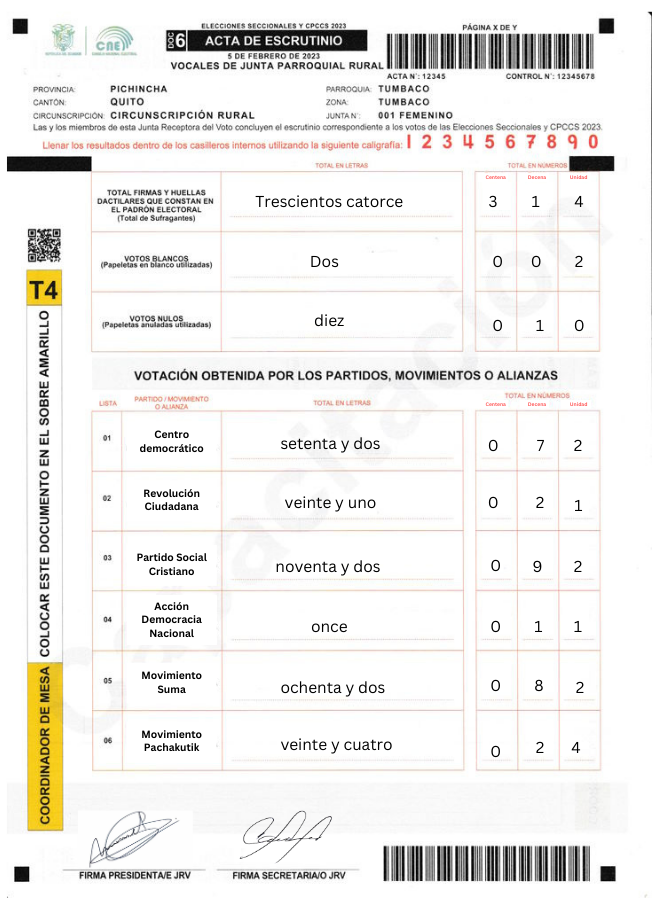 ELECCIONES SECCIONALES Y CPCCS 2023
PÁGINA X DE Y
DOC 6 ACTA DE ESCRUTINIO
5 DE FEBRERO DE 2023
VOCALES DE JUNTA PARROQUIAL RURAL
cne
ACTA N°: 12345 CONTROL N°: 12345678
PROVINCIA: PICHINCHA PARROQUIA: TUMBACO
CANTÓN: QUITO ZONA: TUMBACO
CIRCUNSCRIPCIÓN: CIRCUNSCRIPCIÓN RURAL JUNTA N°: 001 FEMENINO
Las y los miembros de esta Junta Receptora del Voto concluyen el escrutinio correspondiente a los votos de las Elecciones Seccionales y CPCCS 2023.
Llenar los resultados dentro de los casilleros internos utilizando la siguiente caligrafía: 1 2 3 4 5 6 7 8 9 0
TOTAL EN LETRAS TOTAL EN NÚMEROS
Centena Decena Unidad
TOTAL FIRMAS Y HUELLAS
DACTILARES QUE CONSTAN EN
EL PADRÓN ELECTORAL
(Total de Sufragantes)
Trescientos catorce 3 1 4
VOTOS BLANCOS
(Papeletas en blanco utilizadas)
Dos 0 0 2
VOTOS NULOS
(Papeletas anuladas utilizadas)
diez 0 1 0
VOTACIÓN OBTENIDA POR LOS PARTIDOS, MOVIMIENTOS O ALIANZAS
LISTA PARTIDO / MOVIMIENTO
O ALIANZA
TOTAL EN LETRAS TOTAL EN NÚMEROS
Centena Decena Unidad
01 Centro
democrático
setenta y dos 0 7 2
02 Revolución
Ciudadana
veinte y uno 0 2 1
03 Partido Social
Cristiano
noventa y dos 0 9 2
04 Acción
Democracia
Nacional
once 0 1 1
05 Movimiento
Suma
ochenta y dos 0 8 2
06 Movimiento
Pachakutik
veinte y cuatro 0 2 4
T4
COORDINADOR DE MESA COLOCAR ESTE DOCUMENTO EN EL SOBRE AMARILLO
FIRMA PRESIDENTA/E JRV FIRMA SECRETARIA/O JRV